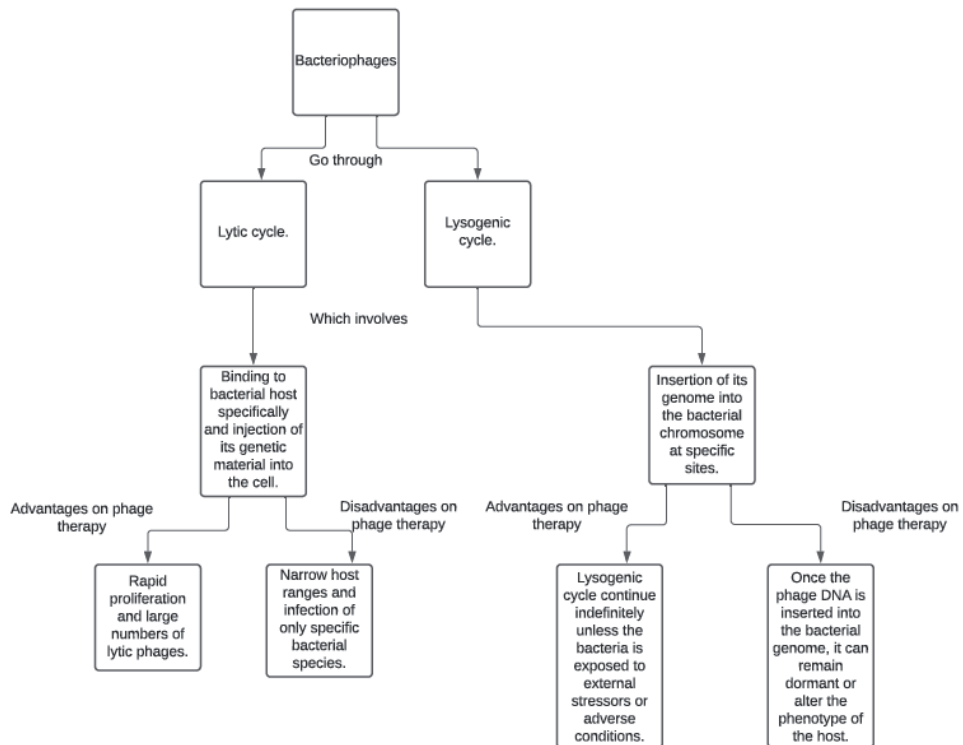 Bacteriophages
Go through
Lytic cycle.
Lysogenic
cycle.
Which involves
Binding to
bacterial host
specifically
and injection of
its genetic
material into
the cell.
Insertion of its
genome into
the bacterial
chromosome
at specific
sites.
Advantages on phage
therapy
Disadvantages on
phage therapy
Advantages on phage
therapy
Disadvantages on
phage therapy
Rapid
proliferation
and large
numbers of
lytic phages.
Narrow host
ranges and
infection of
only specific
bacterial
species.
Lysogenic
cycle continue
indefinitely
unless the
bacteria is
exposed to
external
stressors or
adverse
conditions.
Once the
phage DNA is
inserted into
the bacterial
genome, it can
remain
dormant or
alter the
phenotype of
the host.